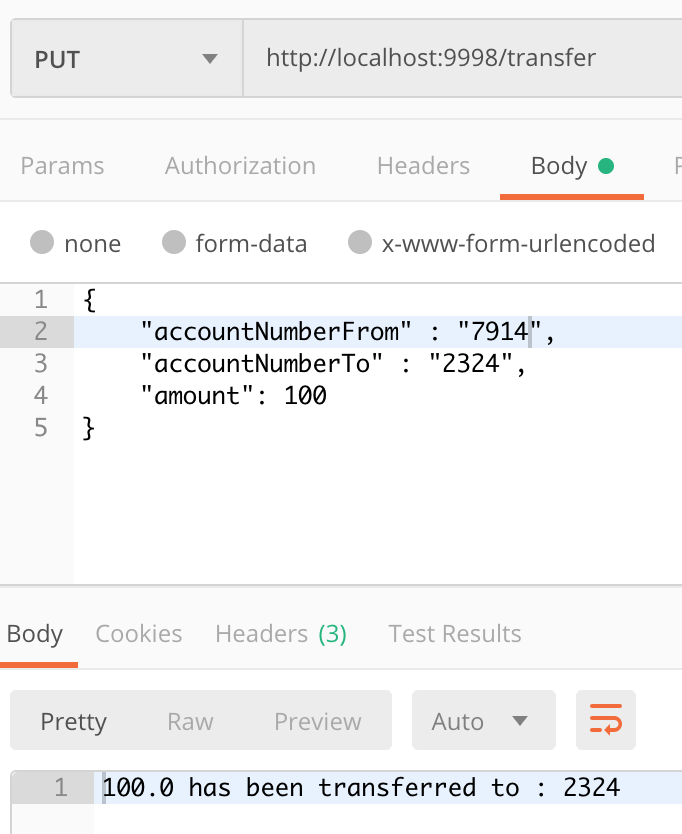 PUT http://localhost:9998/transfer
Params Authorization Headers Body
none form-data x-www-form-urlencoded
1 {
2 "accountNumberFrom" : "7914",
3 "accountNumberTo" : "2324",
4 "amount": 100
5 }
Body Cookies Headers (3) Test Results
Pretty Raw Preview Auto
1 100.0 has been transferred to : 2324